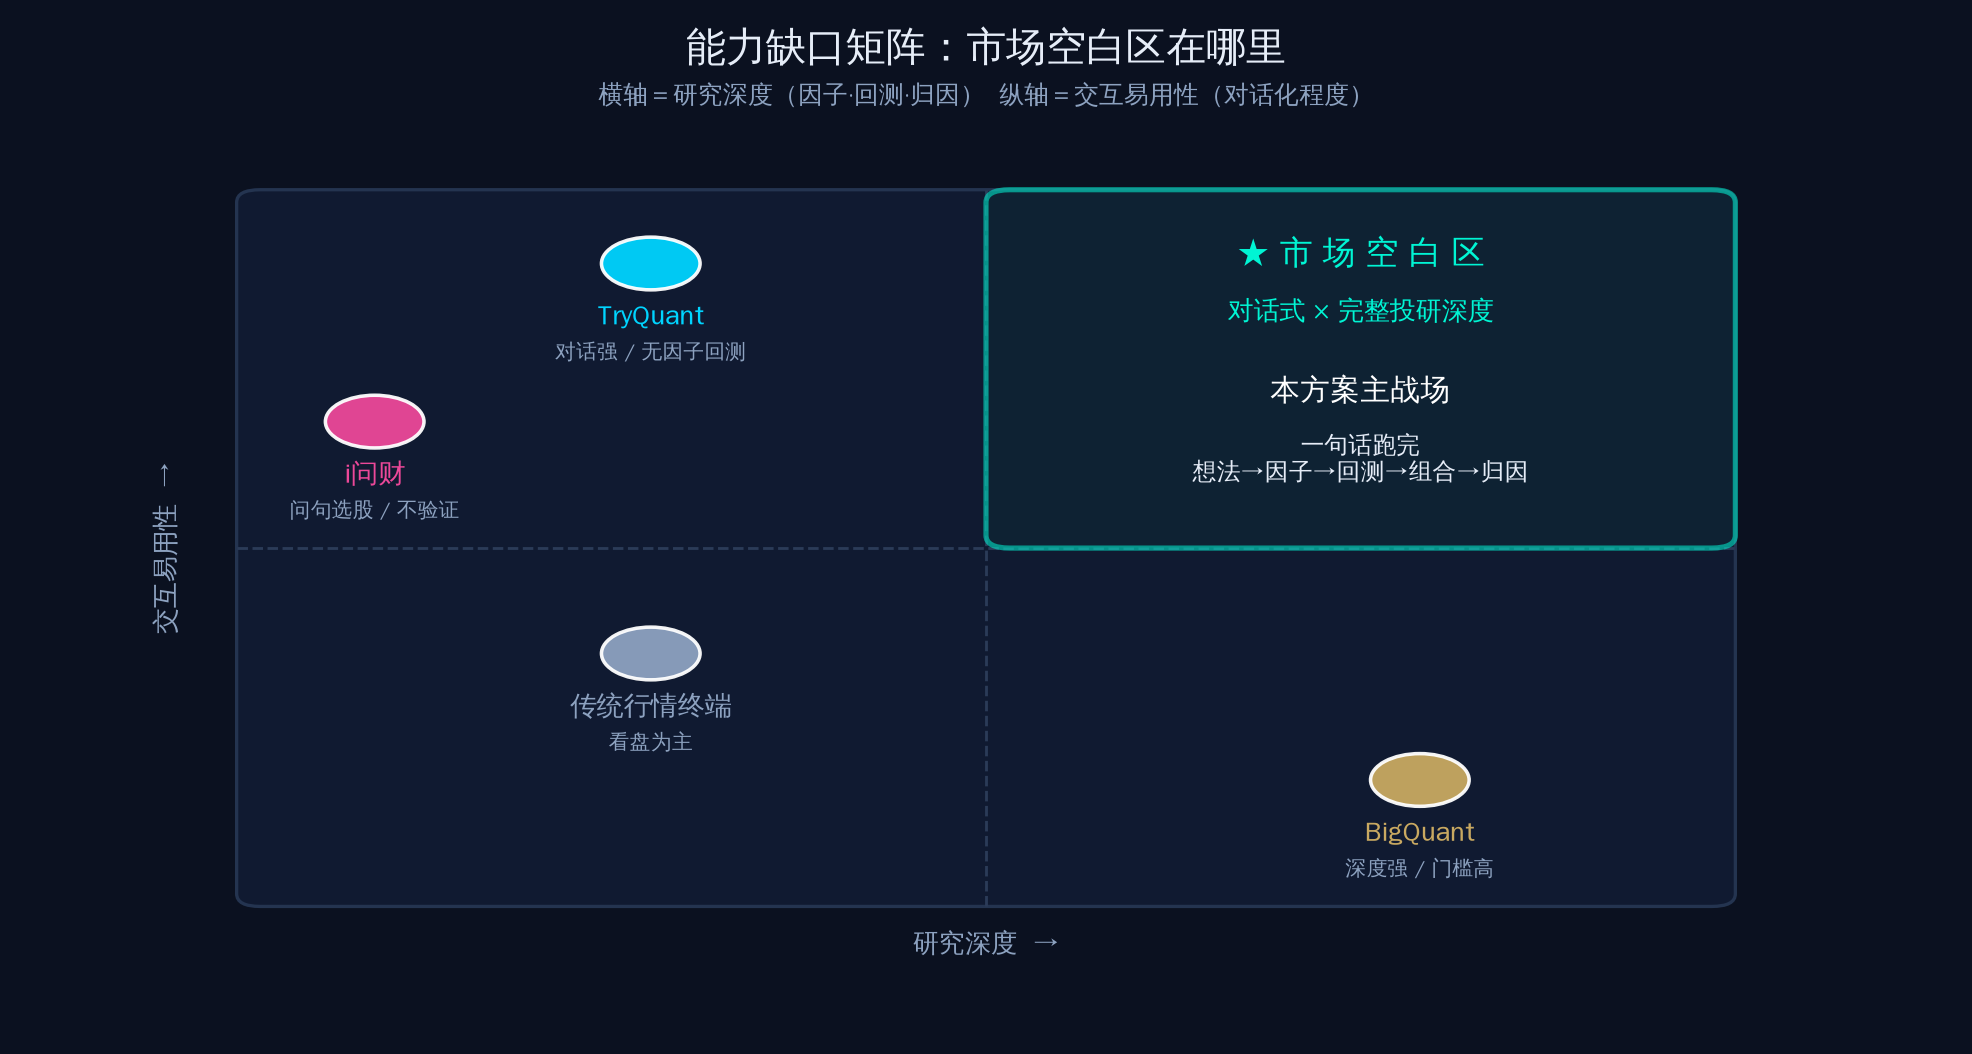 能力缺口矩阵：市场空白区在哪里
横轴＝研究深度（因子·回测·归因） 纵轴＝交互易用性（对话化程度）
TryQuant
对话强 / 无因子回测
i问财
问句选股 / 不验证
★ 市 场 空 白 区
对话式 × 完整投研深度
本方案主战场
一句话跑完
想法→因子→回测→组合→归因
交互易用性 →
传统行情终端
看盘为主
BigQuant
深度强 / 门槛高
研究深度 →